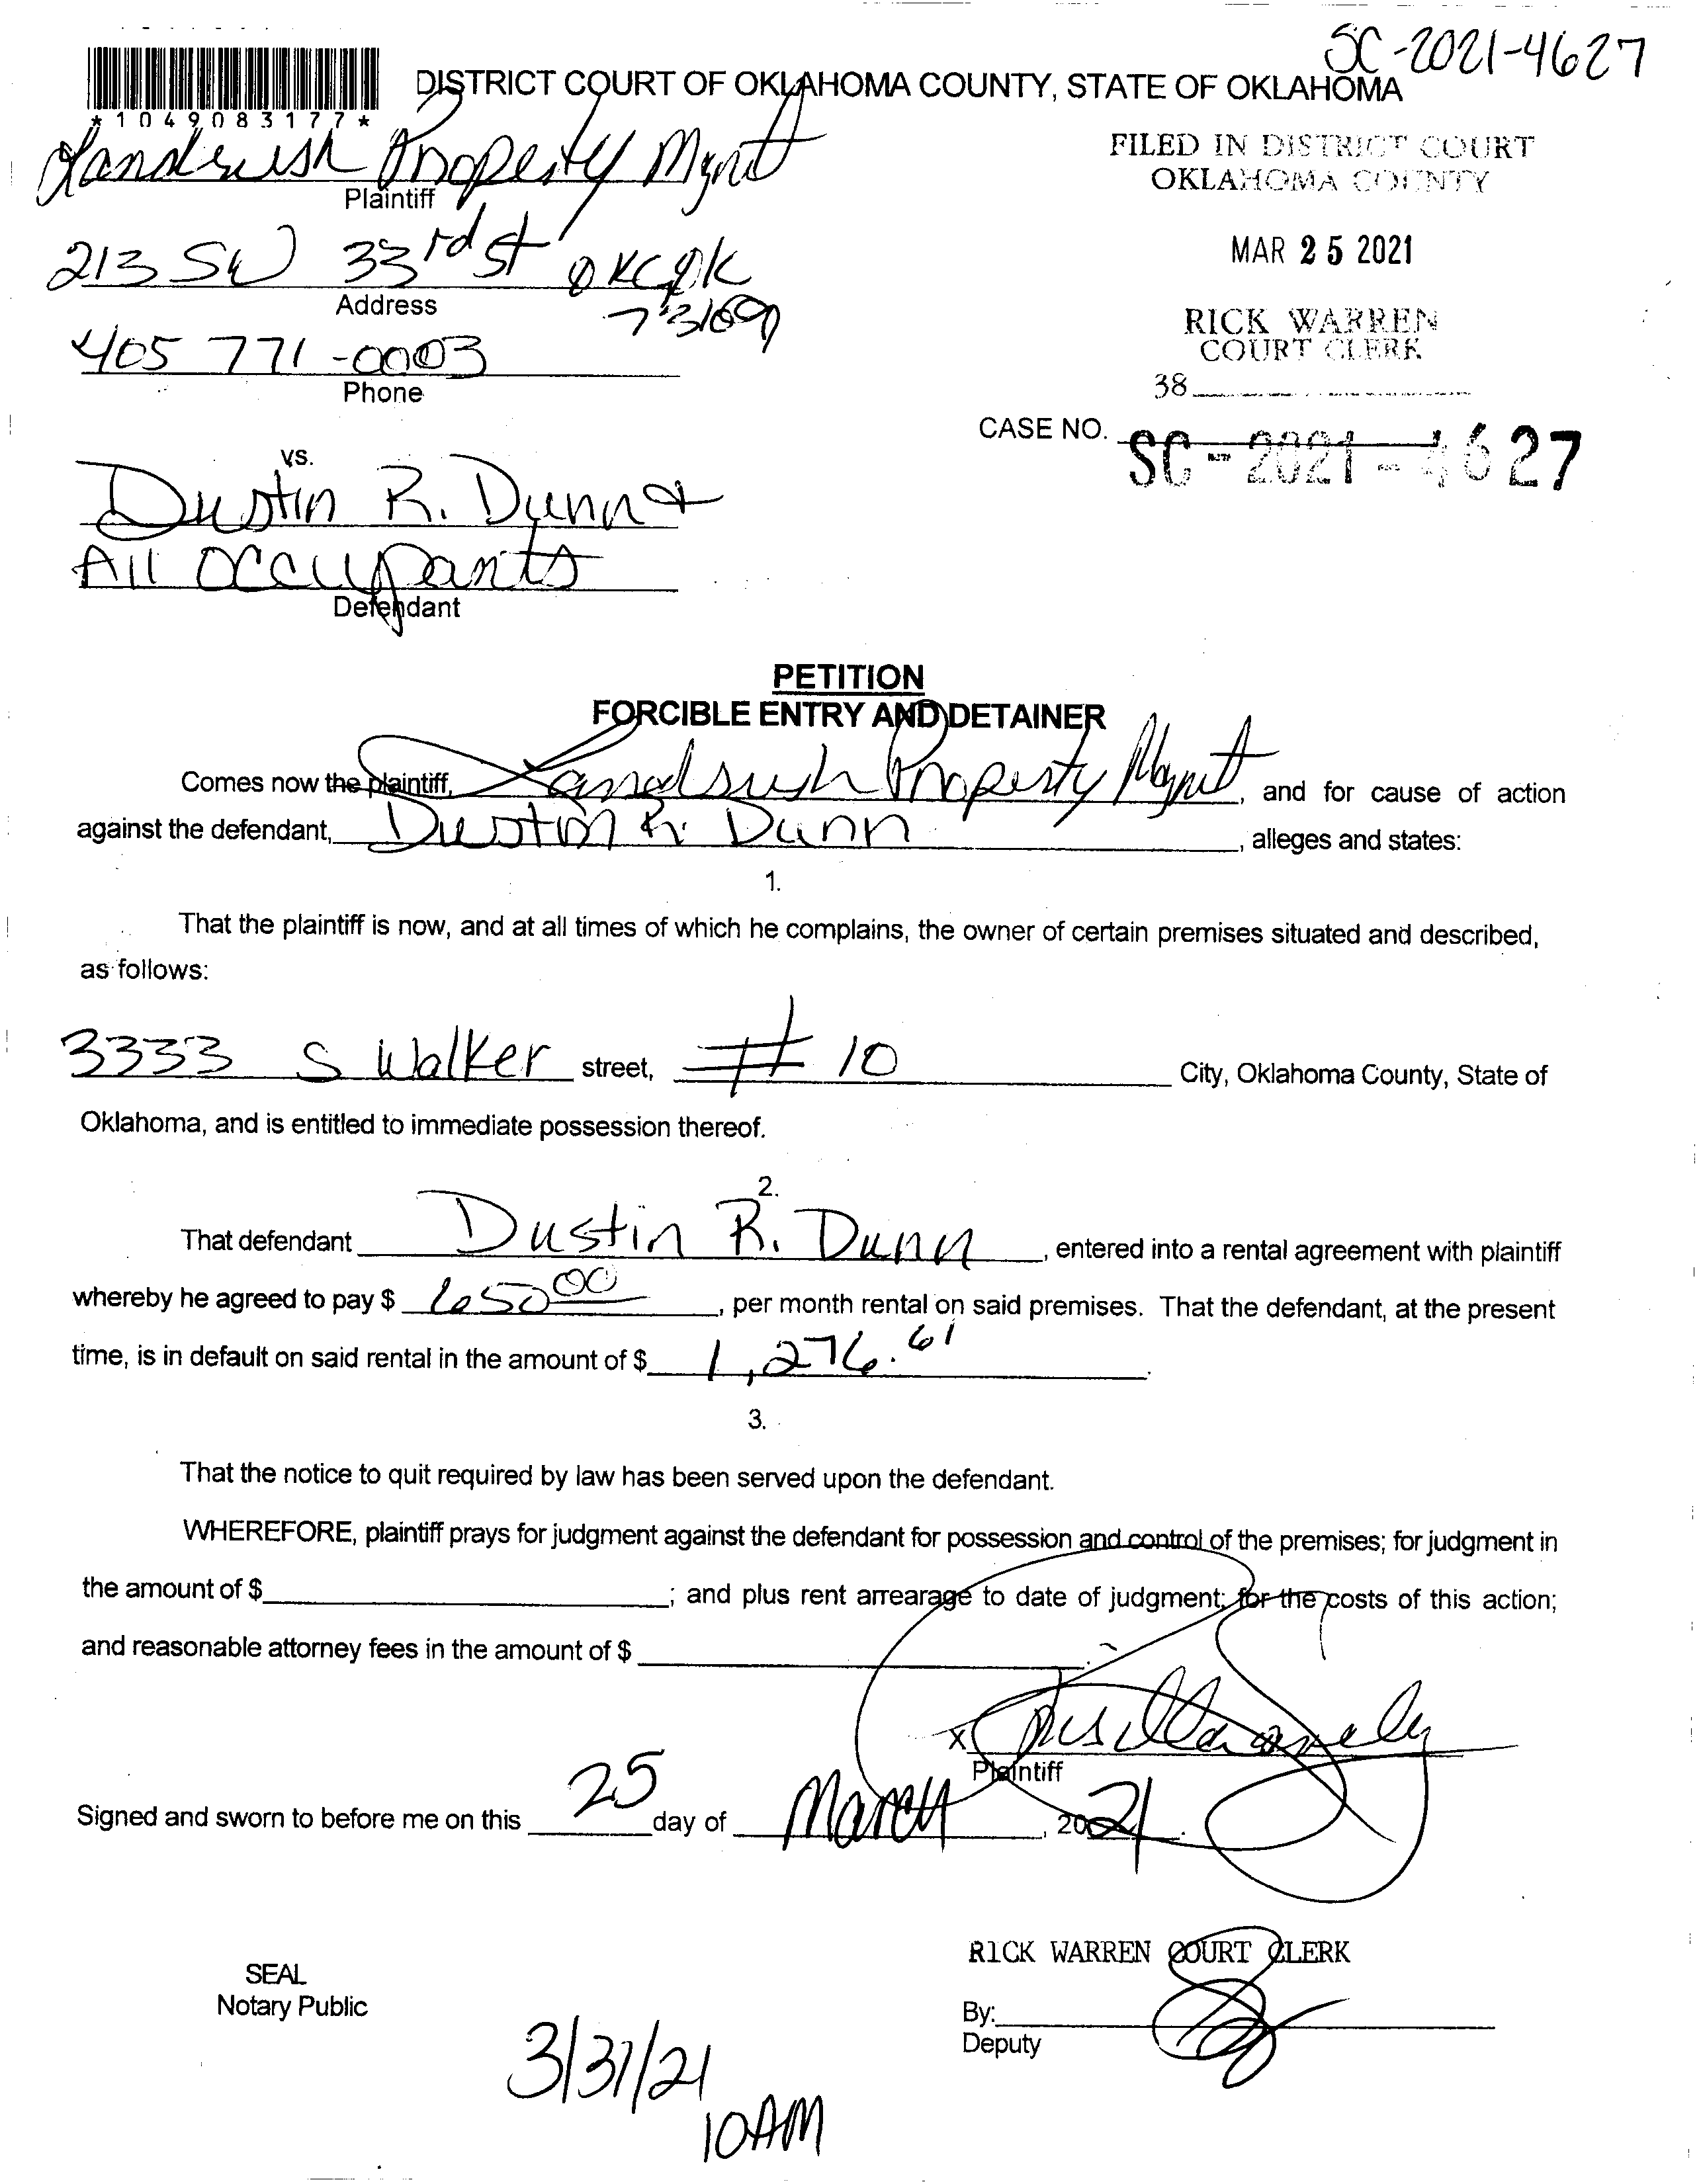 SC-2021-4627
DISTRICT COURT OF OKLAHOMA COUNTY, STATE OF OKLAHOMA
*1049083177*
Property Mgmt
Plaintiff
FILED IN DISTRICT COURT
OKLAHOMA COUNTY
213 SW 33rd St OKC OK
73109
Address
MAR 25 2021
405 771-0003
Phone
RICK WARREN
COURT CLERK
38
CASE NO. SC-2021-4627
vs.
Dustin R. Dunn &
All Occupants
Defendant
PETITION
FORCIBLE ENTRY AND DETAINER
Comes now the plaintiff, Property Mgmt, and for cause of action
against the defendant, Dustin R. Dunn, alleges and states:
1.
That the plaintiff is now, and at all times of which he complains, the owner of certain premises situated and described,
as follows:
3333 S Walker street, # 10 City, Oklahoma County, State of
Oklahoma, and is entitled to immediate possession thereof.
2.
That defendant Dustin R. Dunn, entered into a rental agreement with plaintiff
whereby he agreed to pay $ 650 00, per month rental on said premises. That the defendant, at the present
time, is in default on said rental in the amount of $ 1,276.61.
3.
That the notice to quit required by law has been served upon the defendant.
WHEREFORE, plaintiff prays for judgment against the defendant for possession and control of the premises; for judgment in
the amount of $; and plus rent arrearage to date of judgment; for the costs of this action;
and reasonable attorney fees in the amount of $.
X
Plaintiff
Signed and sworn to before me on this 25 day of March, 2021.
RICK WARREN COURT CLERK
SEAL
Notary Public
By:
Deputy
3/31/21
10AM